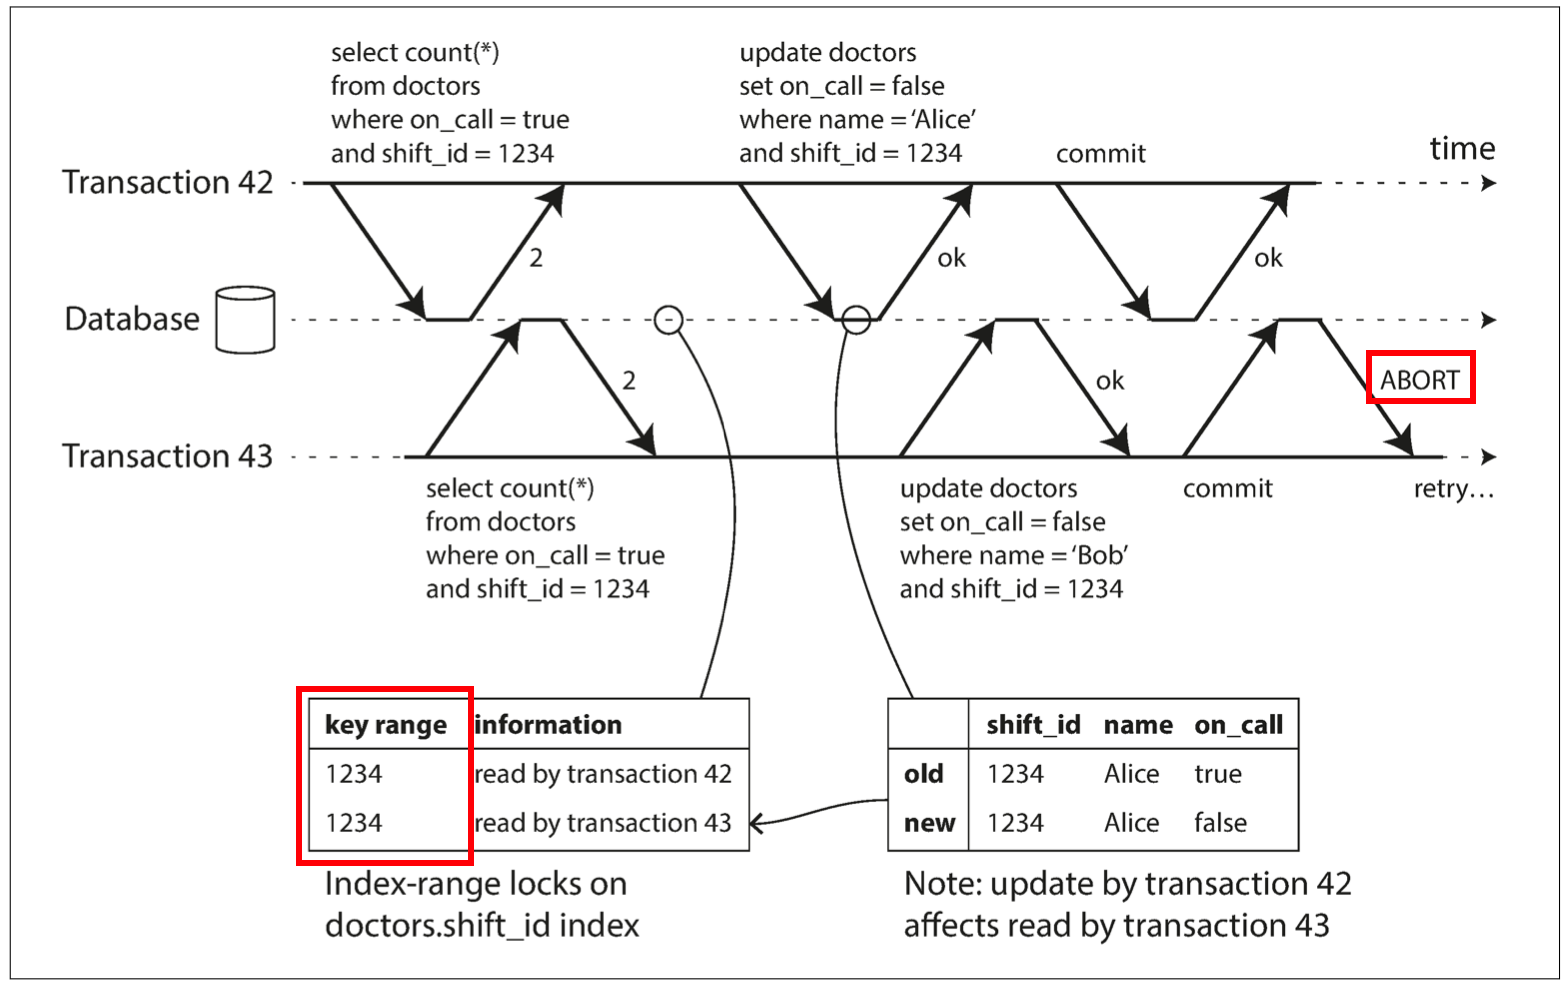 select count(*)
from doctors
where on_call = true
and shift_id = 1234
update doctors
set on_call = false
where name = ‘Alice’
and shift_id = 1234
commit
time
Transaction 42
2
ok
ok
Database
2
ok
ABORT
Transaction 43
select count(*)
from doctors
where on_call = true
and shift_id = 1234
update doctors
set on_call = false
where name = ‘Bob’
and shift_id = 1234
commit
retry…
key range information
1234 read by transaction 42
1234 read by transaction 43
Index-range locks on
doctors.shift_id index
shift_id name on_call
old 1234 Alice true
new 1234 Alice false
Note: update by transaction 42
affects read by transaction 43